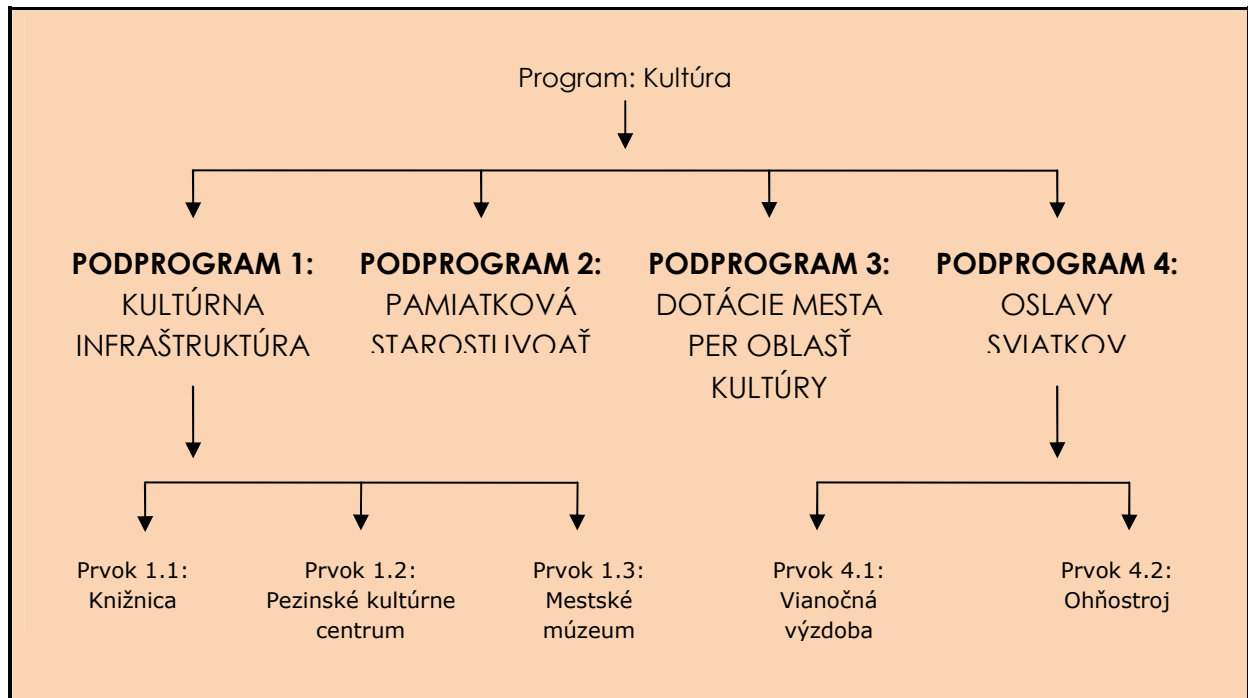 Program: Kultúra
PODPROGRAM 1:
KULTÚRNA
INFRAŠTRUKTÚRA
PODPROGRAM 2:
PAMIATKOVÁ
STAROSTLIVOAŤ
PODPROGRAM 3:
DOTÁCIE MESTA
PER OBLASŤ
KULTÚRY
PODPROGRAM 4:
OSLAVY
SVIATKOV
Prvok 1.1:
Knižnica
Prvok 1.2:
Pezinské kultúrne
centrum
Prvok 1.3:
Mestské
múzeum
Prvok 4.1:
Vianočná
výzdoba
Prvok 4.2:
Ohňostroj